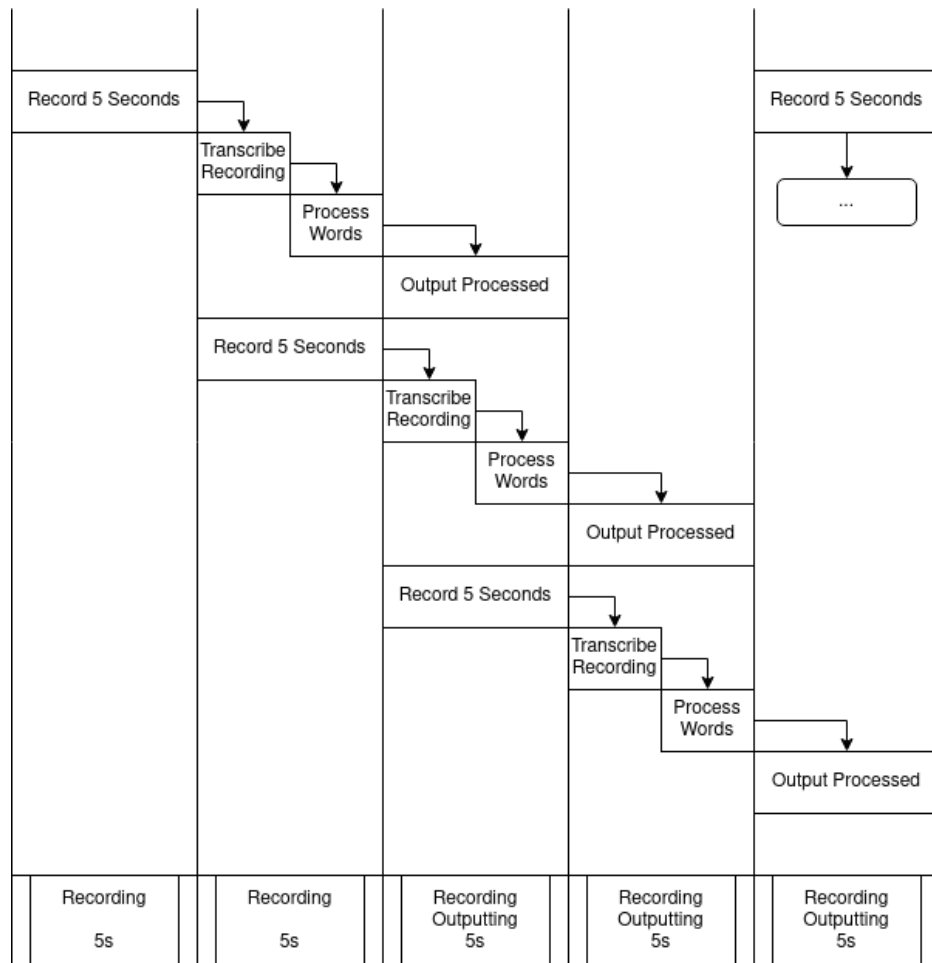 Record 5 Seconds
Record 5 Seconds
Transcribe
Recording
...
Process
Words
Output Processed
Record 5 Seconds
Transcribe
Recording
Process
Words
Output Processed
Record 5 Seconds
Transcribe
Recording
Process
Words
Output Processed
Recording
5s
Recording
5s
Recording
Outputting
5s
Recording
Outputting
5s
Recording
Outputting
5s